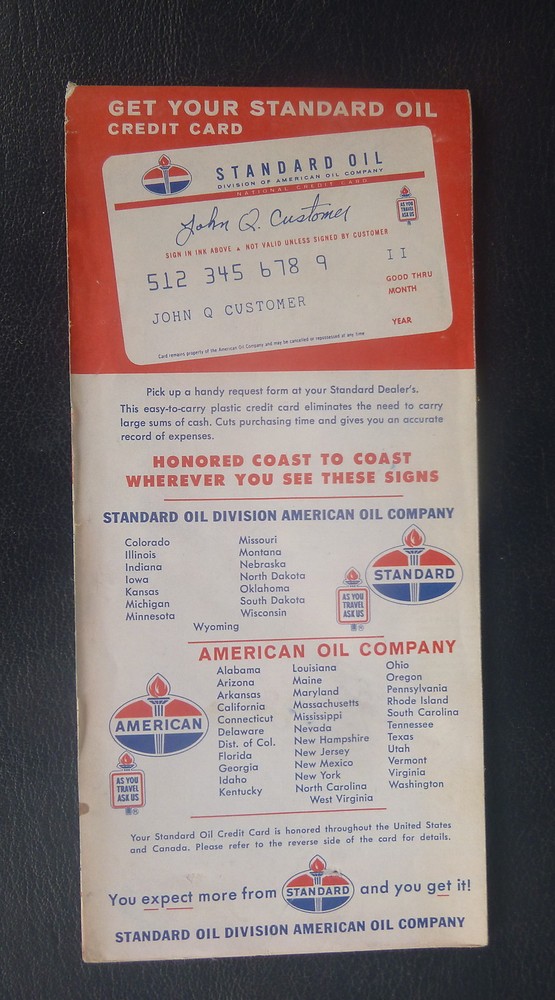 GET YOUR STANDARD OIL
CREDIT CARD
STANDARD OIL
DIVISION OF AMERICAN OIL COMPANY
NATIONAL CREDIT CARD
John Q. Customer
AS YOU
TRAVEL
ASK US
SIGN IN INK ABOVE ▲ NOT VALID UNLESS SIGNED BY CUSTOMER
512 345 678 9
II
GOOD THRU
MONTH
JOHN Q CUSTOMER
YEAR
Card remains property of the American Oil Company and may be cancelled or repossessed at any time
Pick up a handy request form at your Standard Dealer's.
This easy-to-carry plastic credit card eliminates the need to carry
large sums of cash. Cuts purchasing time and gives you an accurate
record of expenses.
HONORED COAST TO COAST
WHEREVER YOU SEE THESE SIGNS
STANDARD OIL DIVISION AMERICAN OIL COMPANY
Colorado
Illinois
Indiana
Iowa
Kansas
Michigan
Minnesota
Missouri
Montana
Nebraska
North Dakota
Oklahoma
South Dakota
Wisconsin
Wyoming
AS YOU
TRAVEL
ASK US
STANDARD
AMERICAN OIL COMPANY
AMERICAN
AS YOU
TRAVEL
ASK US
Alabama
Arizona
Arkansas
California
Connecticut
Delaware
Dist. of Col.
Florida
Georgia
Idaho
Kentucky
Louisiana
Maine
Maryland
Massachusetts
Mississippi
Nevada
New Hampshire
New Jersey
New Mexico
New York
North Carolina
West Virginia
Ohio
Oregon
Pennsylvania
Rhode Island
South Carolina
Tennessee
Texas
Utah
Vermont
Virginia
Washington
Your Standard Oil Credit Card is honored throughout the United States
and Canada. Please refer to the reverse side of the card for details.
You expect more from STANDARD and you get it!
STANDARD OIL DIVISION AMERICAN OIL COMPANY